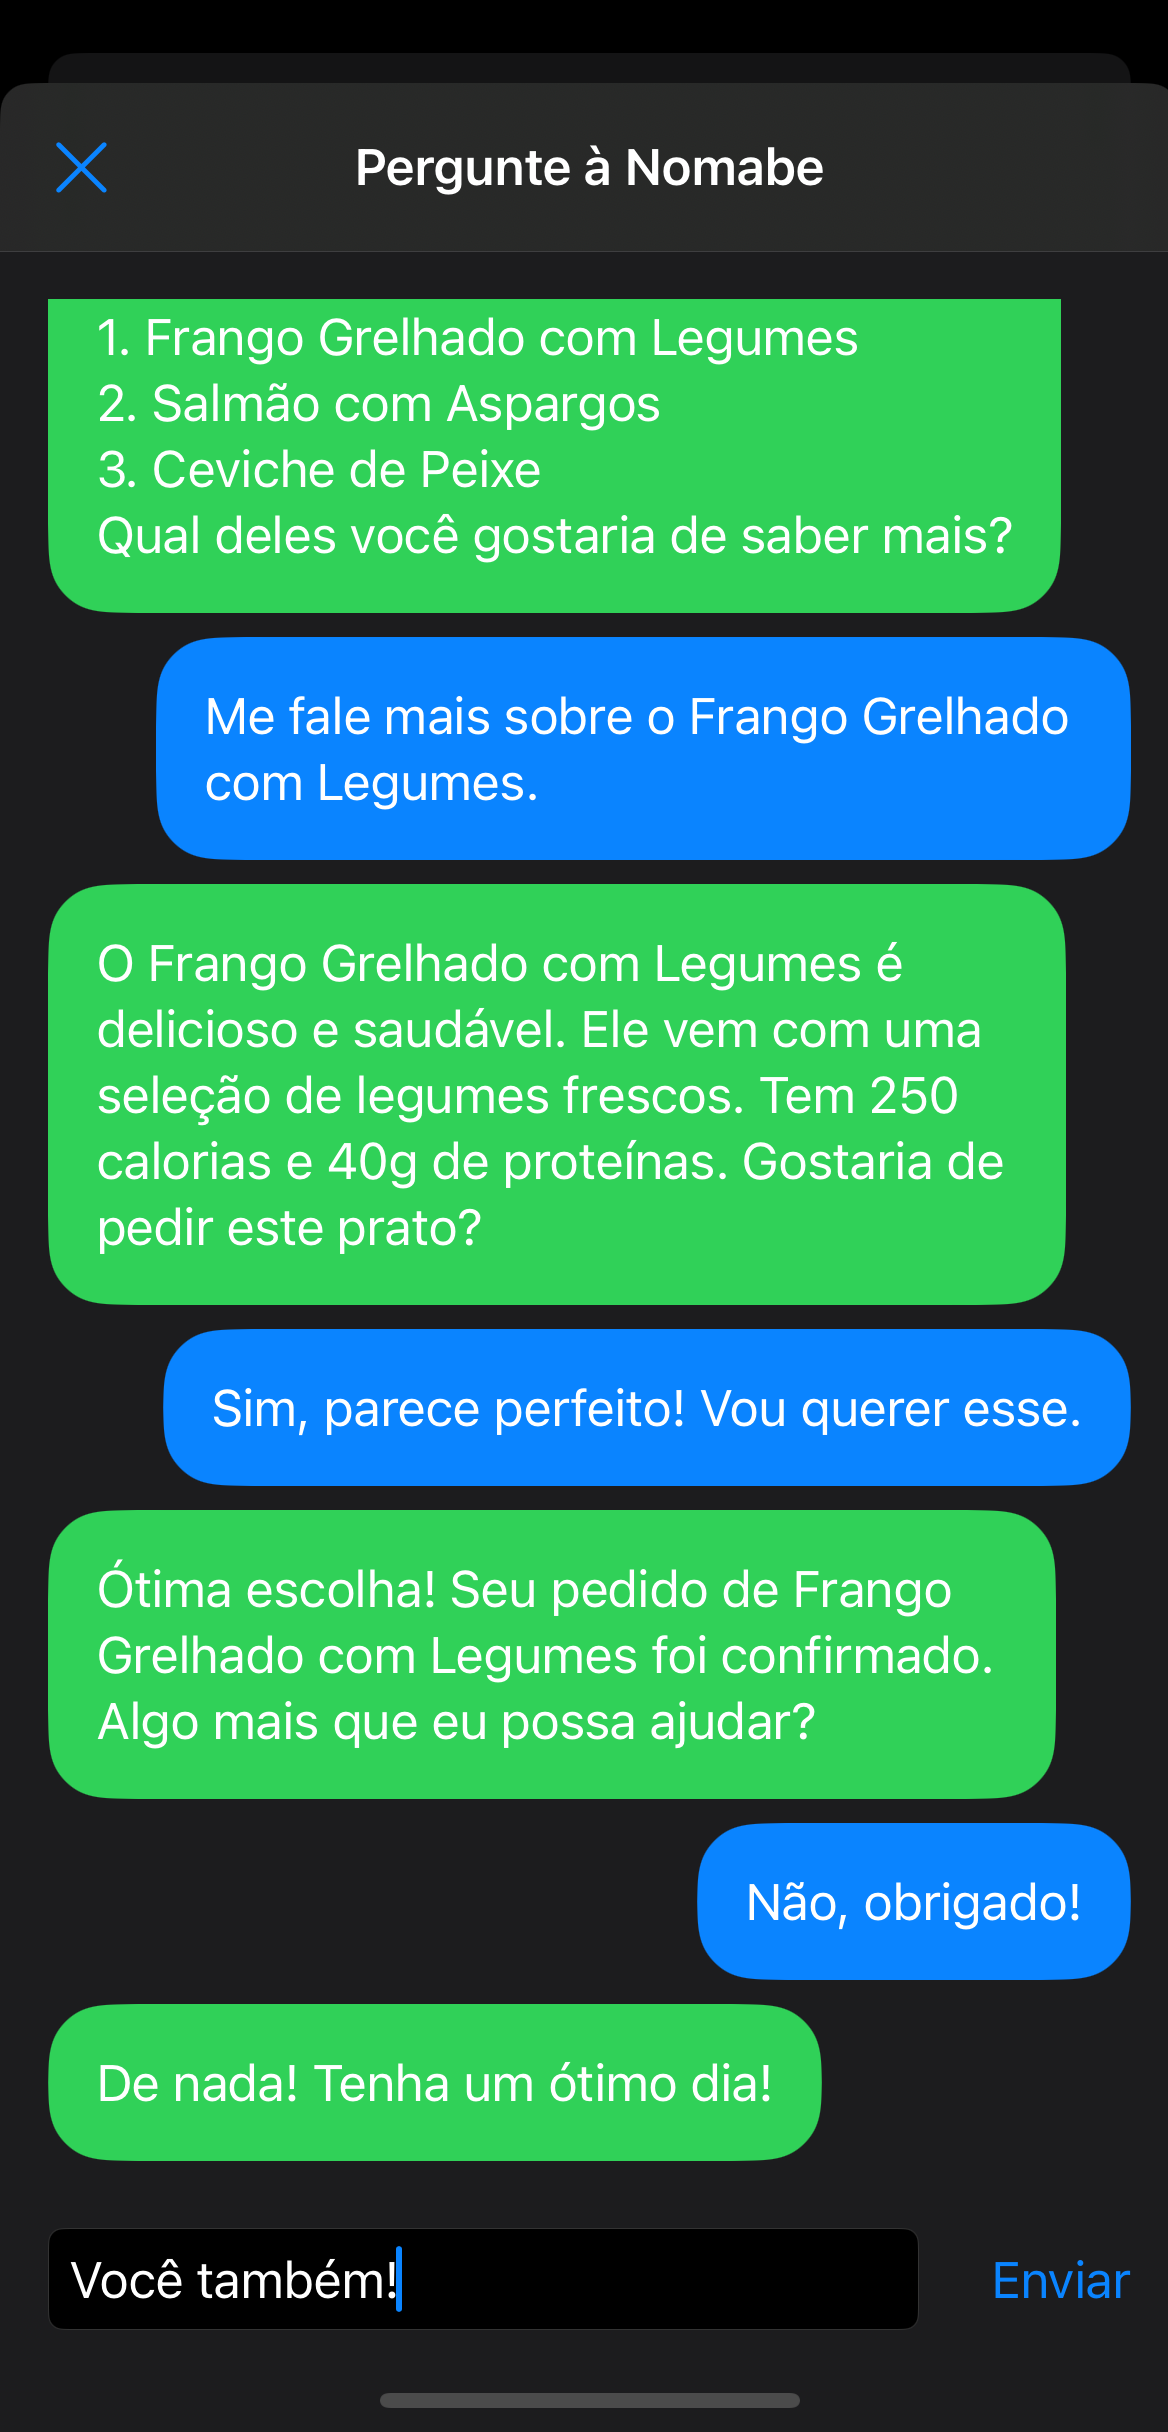 Pergunte à Nomabe
1. Frango Grelhado com Legumes
2. Salmão com Aspargos
3. Ceviche de Peixe
Qual deles você gostaria de saber mais?
Me fale mais sobre o Frango Grelhado
com Legumes.
O Frango Grelhado com Legumes é
delicioso e saudável. Ele vem com uma
seleção de legumes frescos. Tem 250
calorias e 40g de proteínas. Gostaria de
pedir este prato?
Sim, parece perfeito! Vou querer esse.
Ótima escolha! Seu pedido de Frango
Grelhado com Legumes foi confirmado.
Algo mais que eu possa ajudar?
Não, obrigado!
De nada! Tenha um ótimo dia!
Você também!
Enviar